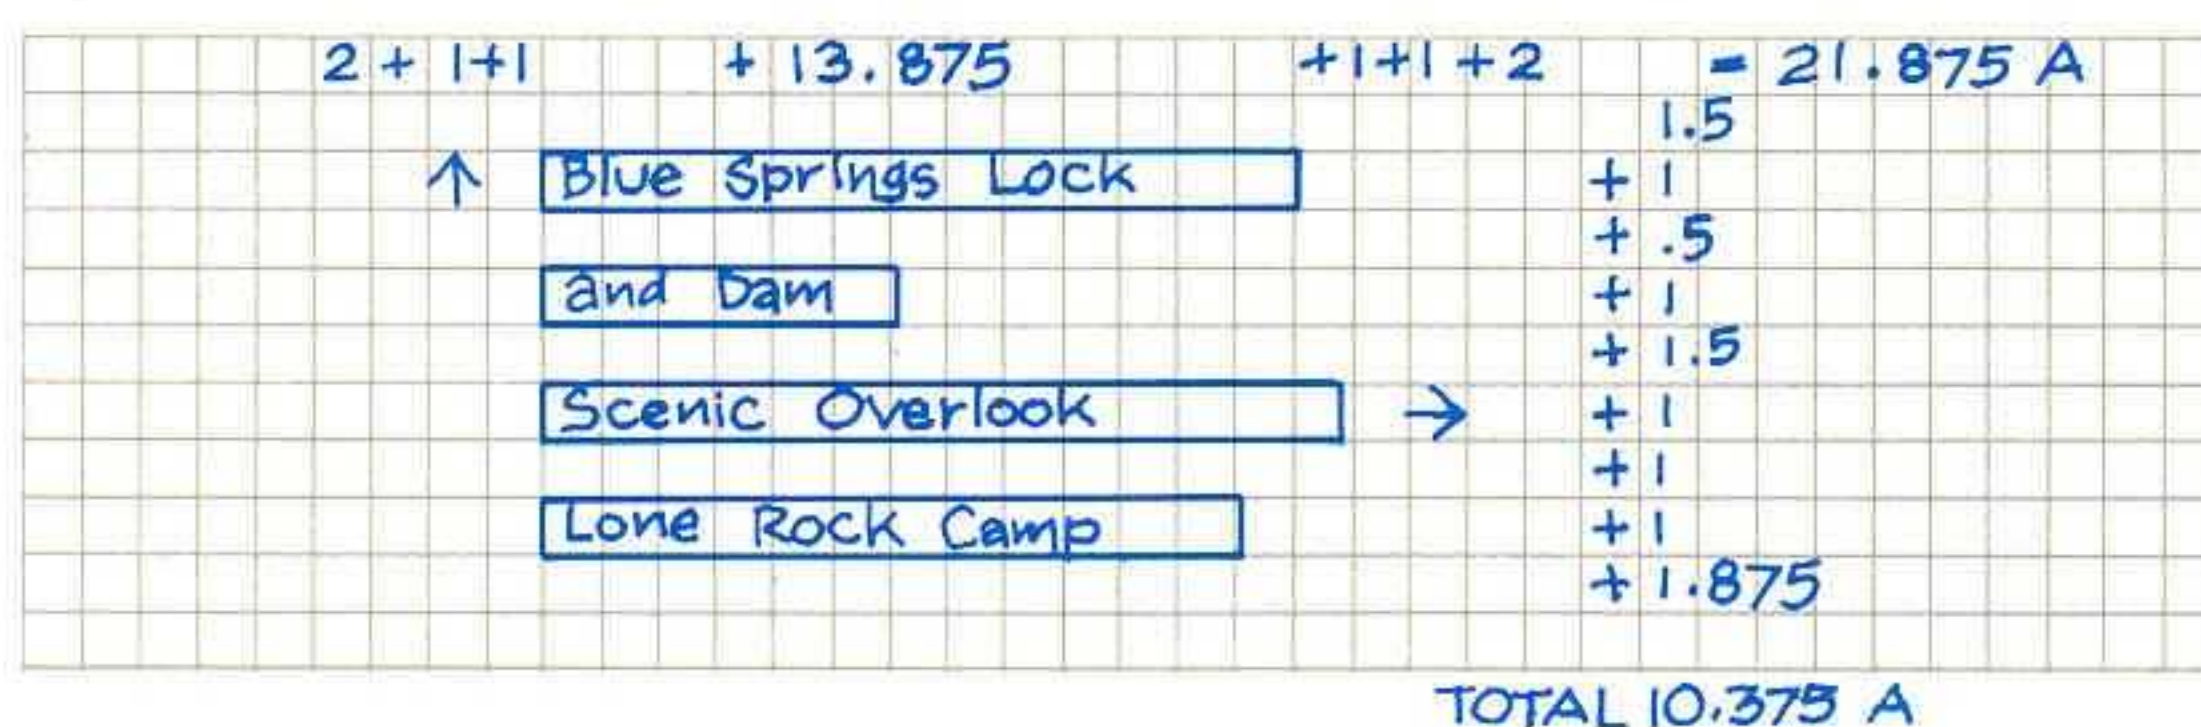 2 + 1+1 + 13.875 +1+1+2 = 21.875 A
1.5
↑ Blue Springs Lock + 1
+ .5
and Dam + 1
+ 1.5
Scenic Overlook → + 1
+ 1
Lone Rock Camp + 1
+ 1.875
TOTAL 10.375 A